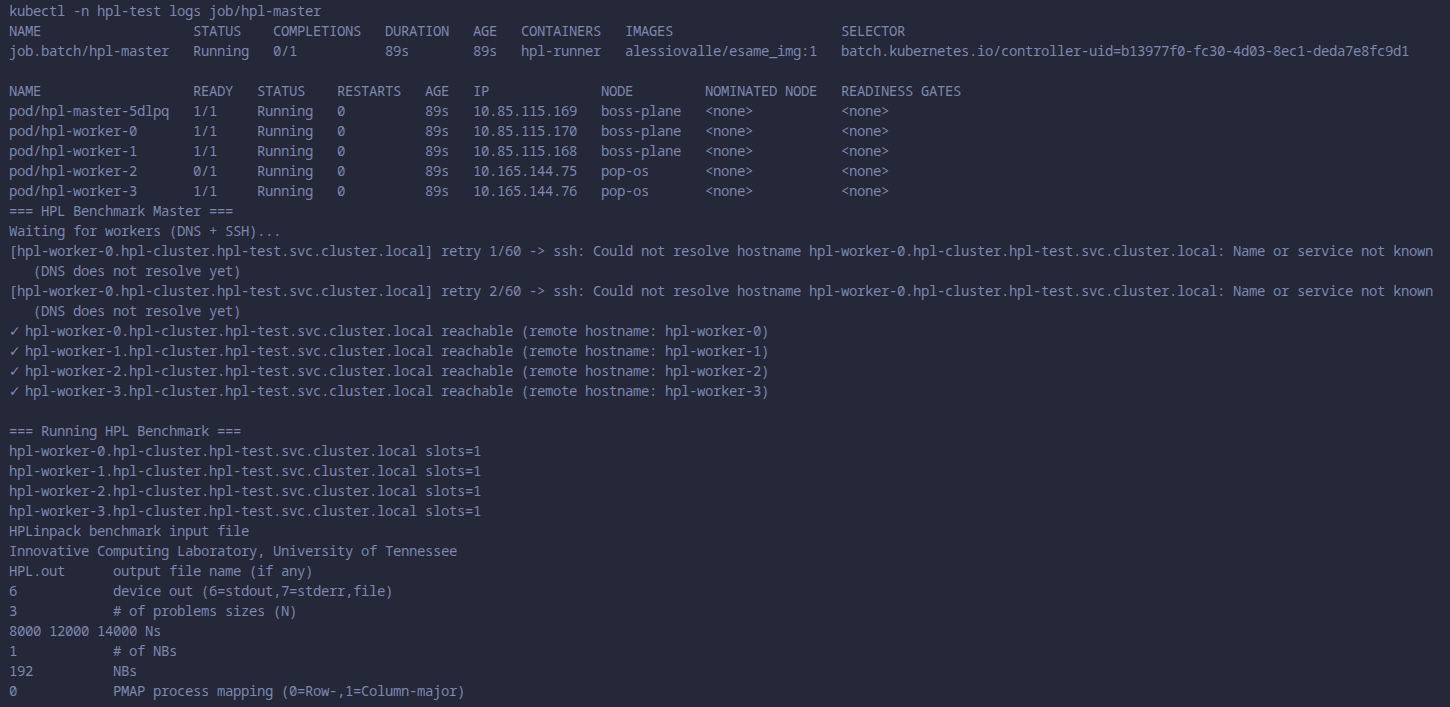 kubectl -n hpl-test logs job/hpl-master
NAME STATUS COMPLETIONS DURATION AGE CONTAINERS IMAGES SELECTOR
job.batch/hpl-master Running 0/1 89s 89s hpl-runner alessiovalle/esame_img:1 batch.kubernetes.io/controller-uid=b13977f0-fc30-4d03-8ec1-deda7e8fc9d1
NAME READY STATUS RESTARTS AGE IP NODE NOMINATED NODE READINESS GATES
pod/hpl-master-5dlpq 1/1 Running 0 89s 10.85.115.169 boss-plane <none> <none>
pod/hpl-worker-0 1/1 Running 0 89s 10.85.115.170 boss-plane <none> <none>
pod/hpl-worker-1 1/1 Running 0 89s 10.85.115.168 boss-plane <none> <none>
pod/hpl-worker-2 0/1 Running 0 89s 10.165.144.75 pop-os <none> <none>
pod/hpl-worker-3 1/1 Running 0 89s 10.165.144.76 pop-os <none> <none>
=== HPL Benchmark Master ===
Waiting for workers (DNS + SSH)...
[hpl-worker-0.hpl-cluster.hpl-test.svc.cluster.local] retry 1/60 -> ssh: Could not resolve hostname hpl-worker-0.hpl-cluster.hpl-test.svc.cluster.local: Name or service not known
(DNS does not resolve yet)
[hpl-worker-0.hpl-cluster.hpl-test.svc.cluster.local] retry 2/60 -> ssh: Could not resolve hostname hpl-worker-0.hpl-cluster.hpl-test.svc.cluster.local: Name or service not known
(DNS does not resolve yet)
✓ hpl-worker-0.hpl-cluster.hpl-test.svc.cluster.local reachable (remote hostname: hpl-worker-0)
✓ hpl-worker-1.hpl-cluster.hpl-test.svc.cluster.local reachable (remote hostname: hpl-worker-1)
✓ hpl-worker-2.hpl-cluster.hpl-test.svc.cluster.local reachable (remote hostname: hpl-worker-2)
✓ hpl-worker-3.hpl-cluster.hpl-test.svc.cluster.local reachable (remote hostname: hpl-worker-3)
=== Running HPL Benchmark ===
hpl-worker-0.hpl-cluster.hpl-test.svc.cluster.local slots=1
hpl-worker-1.hpl-cluster.hpl-test.svc.cluster.local slots=1
hpl-worker-2.hpl-cluster.hpl-test.svc.cluster.local slots=1
hpl-worker-3.hpl-cluster.hpl-test.svc.cluster.local slots=1
HPLinpack benchmark input file
Innovative Computing Laboratory, University of Tennessee
HPL.out output file name (if any)
6 device out (6=stdout,7=stderr,file)
3 # of problems sizes (N)
8000 12000 14000 Ns
1 # of NBs
192 NBs
0 PMAP process mapping (0=Row-,1=Column-major)